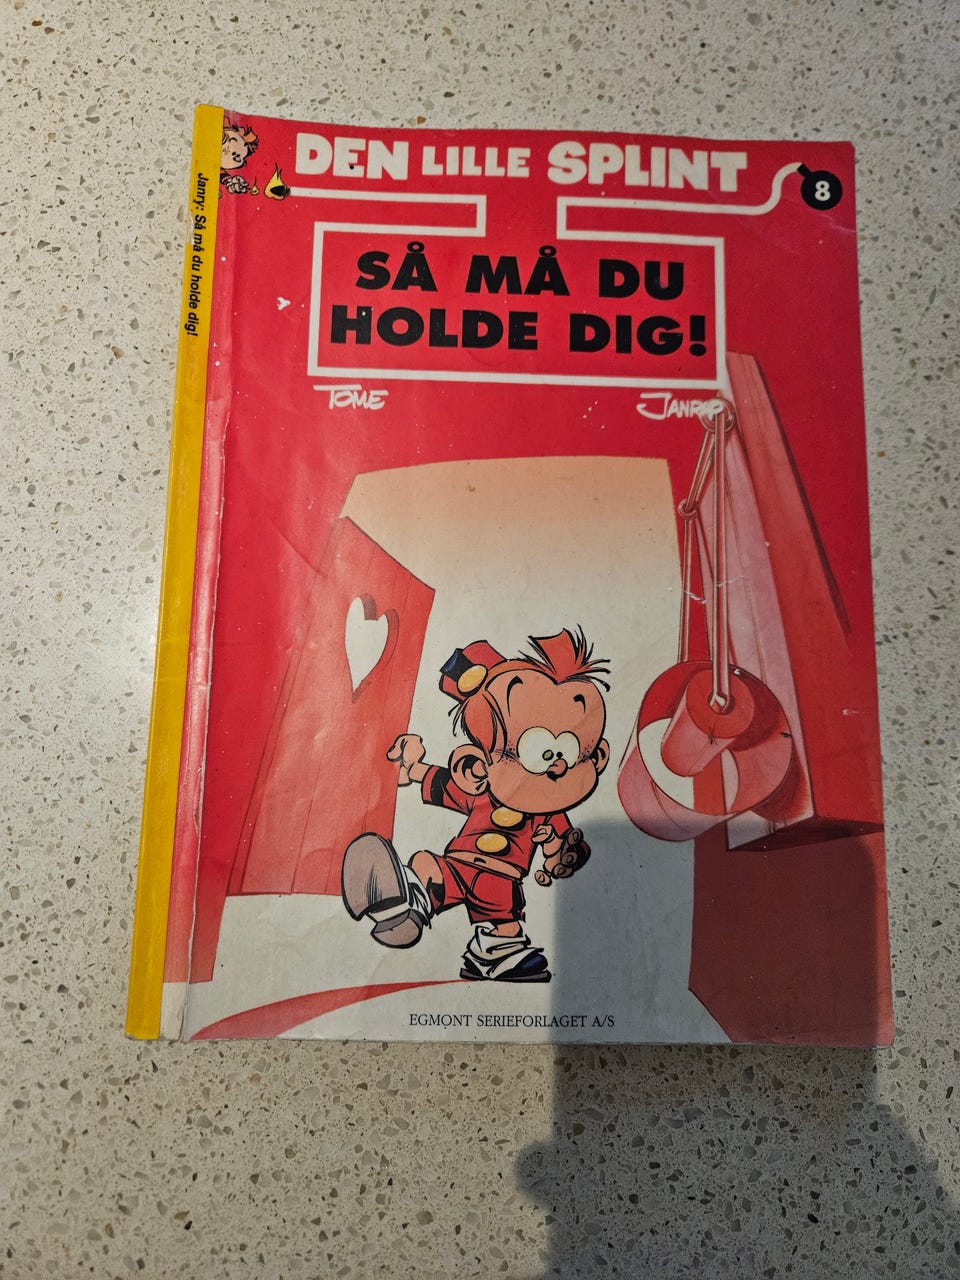 DEN LILLE SPLINT
8
SÅ MÅ DU
HOLDE DIG!
TOME
JANRY
EGMONT SERIEFORLAGET A/S
Janry: Så må du holde dig!